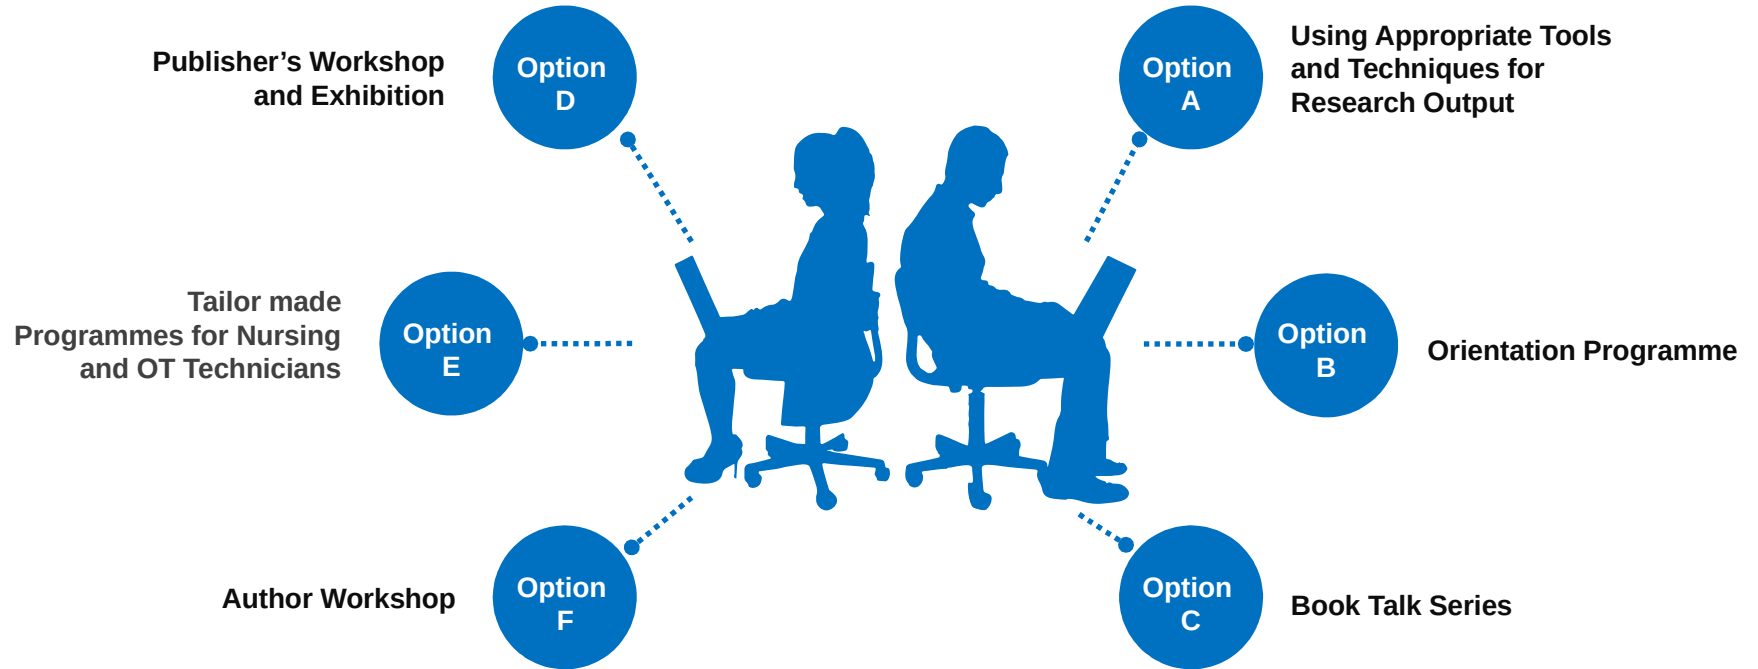 Publisher’s Workshop
and Exhibition
Option
D
Option
A
Using Appropriate Tools
and Techniques for
Research Output
Tailor made
Programmes for Nursing
and OT Technicians
Option
E
Option
B
Orientation Programme
Author Workshop
Option
F
Option
C
Book Talk Series